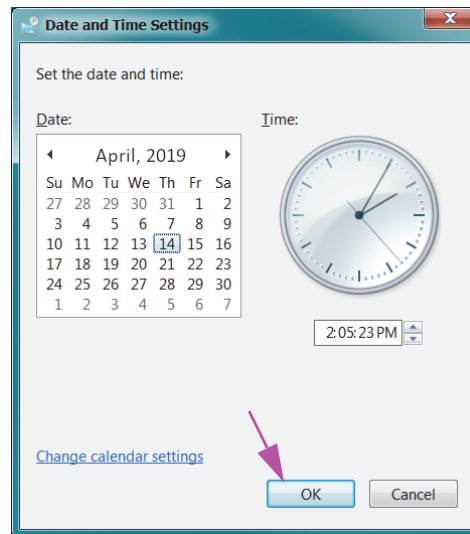 Date and Time Settings
Set the date and time:
Date:
Time:
April, 2019
Su Mo Tu We Th Fr Sa
27 28 29 30 31 1 2
3 4 5 6 7 8 9
10 11 12 13 14 15 16
17 18 19 20 21 22 23
24 25 26 27 28 29 30
1 2 3 4 5 6 7
2:05:23 PM
Change calendar settings
OK Cancel